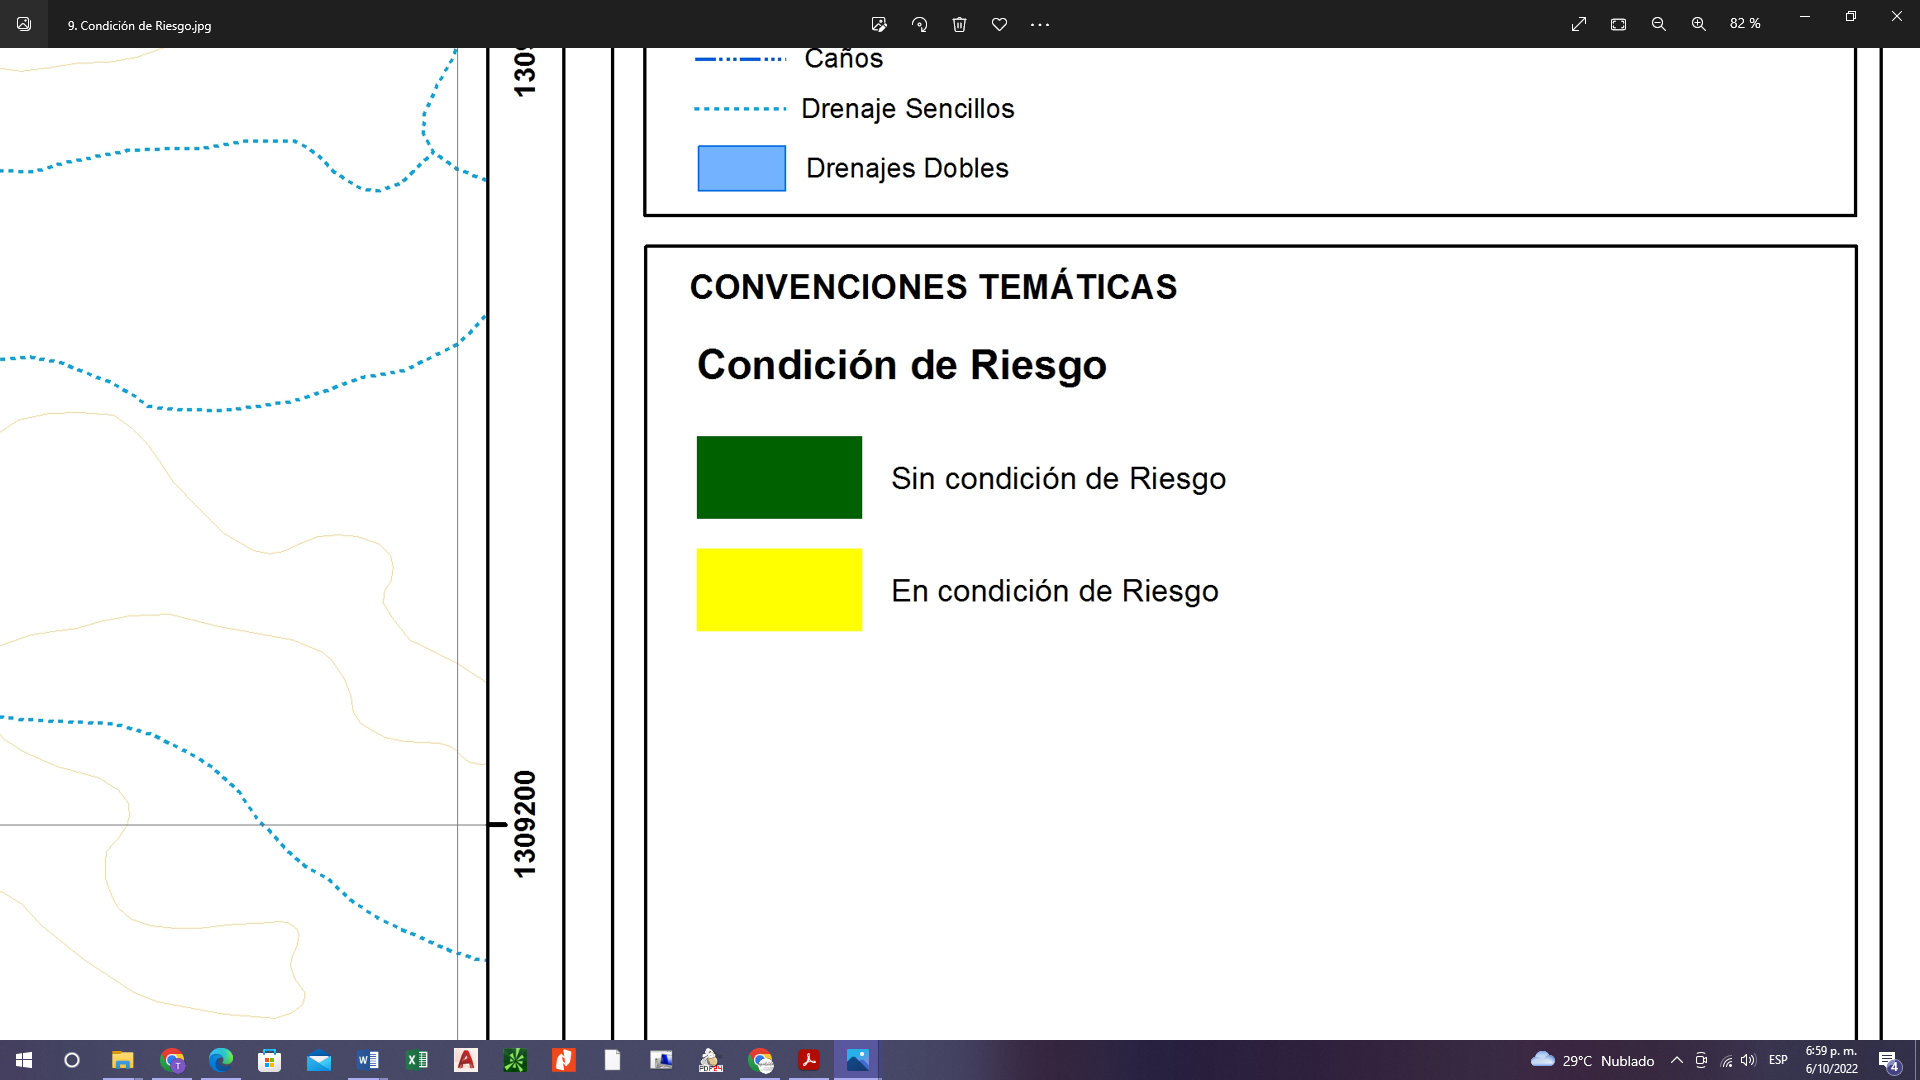 9. Condición de Riesgo.jpg
82 %
Caños
Drenaje Sencillos
Drenajes Dobles
CONVENCIONES TEMÁTICAS
Condición de Riesgo
Sin condición de Riesgo
En condición de Riesgo
1309200
29°C Nublado
ESP
6:59 p. m.
6/10/2022
4